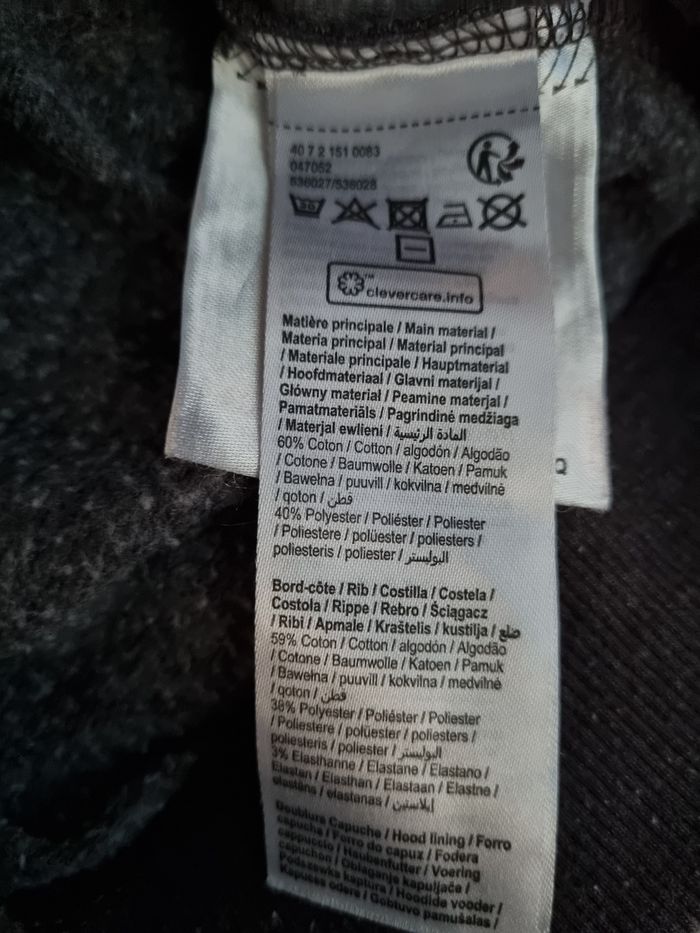 40 7 2 151 0083
047052
536027/536028
30
clevercare.info
Matière principale / Main material /
Materia principal / Material principal
/ Materiale principale / Hauptmaterial
/ Hoofdmateriaal / Glavni materijal /
Główny materiał / Peamine materjal /
Pamatmateriāls / Pagrindinė medžiaga
/ Materjal ewlieni / المادة الرئيسية
60% Coton / Cotton / algodón / Algodão
/ Cotone / Baumwolle / Katoen / Pamuk
/ Bawełna / puuvill / kokvilna / medvilnė
/ qoton / قطن
40% Polyester / Poliéster / Poliester
/ Poliestere / polüester / poliesters /
poliesteris / poliester / البوليستر
Bord-côte / Rib / Costilla / Costela /
Costola / Rippe / Rebro / Ściągacz
/ Ribi / Apmale / Kraštelis / kustilja / ضلع
59% Coton / Cotton / algodón / Algodão
/ Cotone / Baumwolle / Katoen / Pamuk
/ Bawełna / puuvill / kokvilna / medvilnė
/ qoton / قطن
38% Polyester / Poliéster / Poliester
/ Poliestere / polüester / poliesters /
poliesteris / poliester / البوليستر
3% Elasthanne / Elastane / Elastano /
Elastan / Elasthan / Elastaan / Elastne /
elastāns / elastanas / إيلاستين
Doublure Capuche / Hood lining / Forro
capucha / Forro do capuz / Fodera
cappuccio / Haubenfutter / Voering
capuchon / Oblaganje kapuljače /
Podszewka kaptura / Hoodide vooder /
Kapuces odere / Gobtuvo pamušalas /
Q